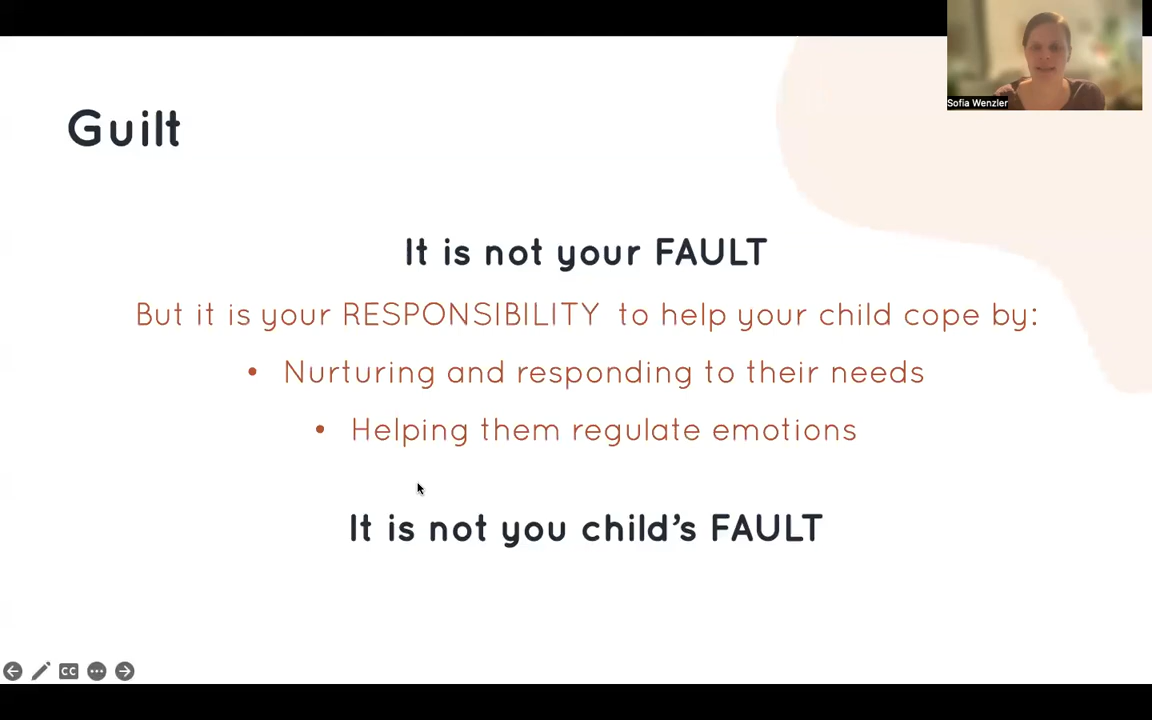 Sofia Wenzler
Guilt
It is not your FAULT
But it is your RESPONSIBILITY to help your child cope by:
• Nurturing and responding to their needs
• Helping them regulate emotions
It is not you child's FAULT
CC